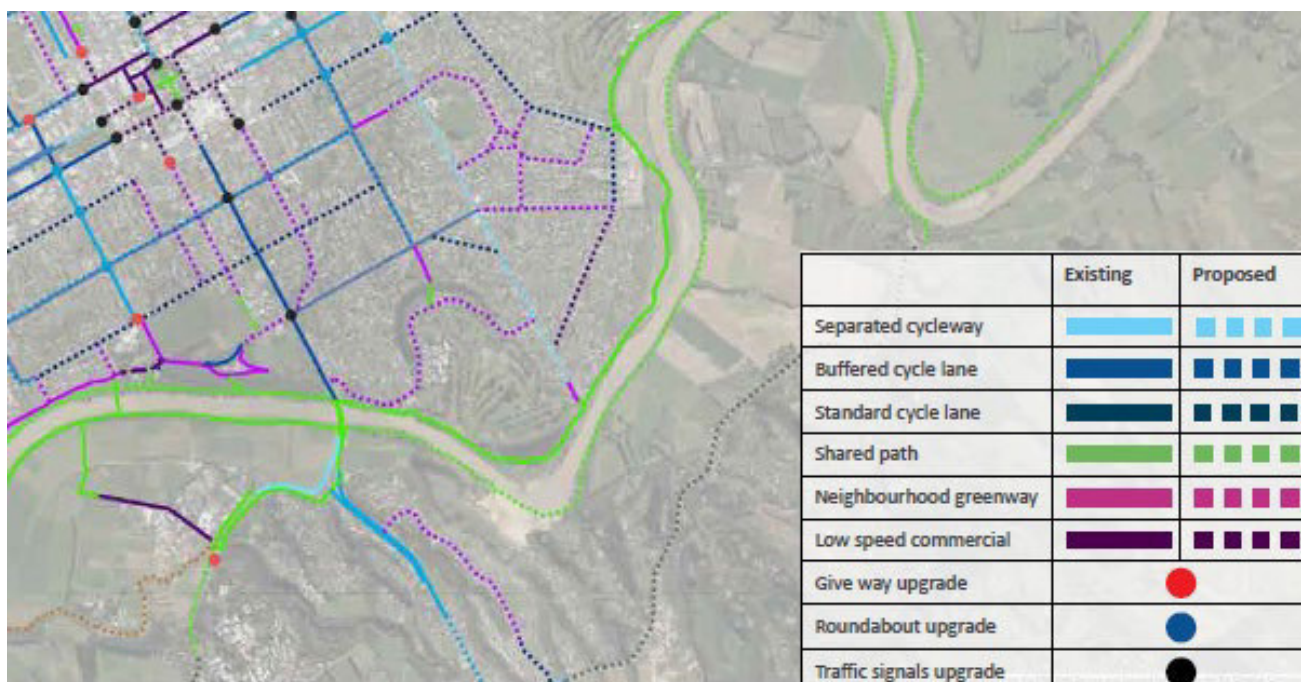 Existing Proposed
Separated cycleway
Buffered cycle lane
Standard cycle lane
Shared path
Neighbourhood greenway
Low speed commercial
Give way upgrade
Roundabout upgrade
Traffic signals upgrade